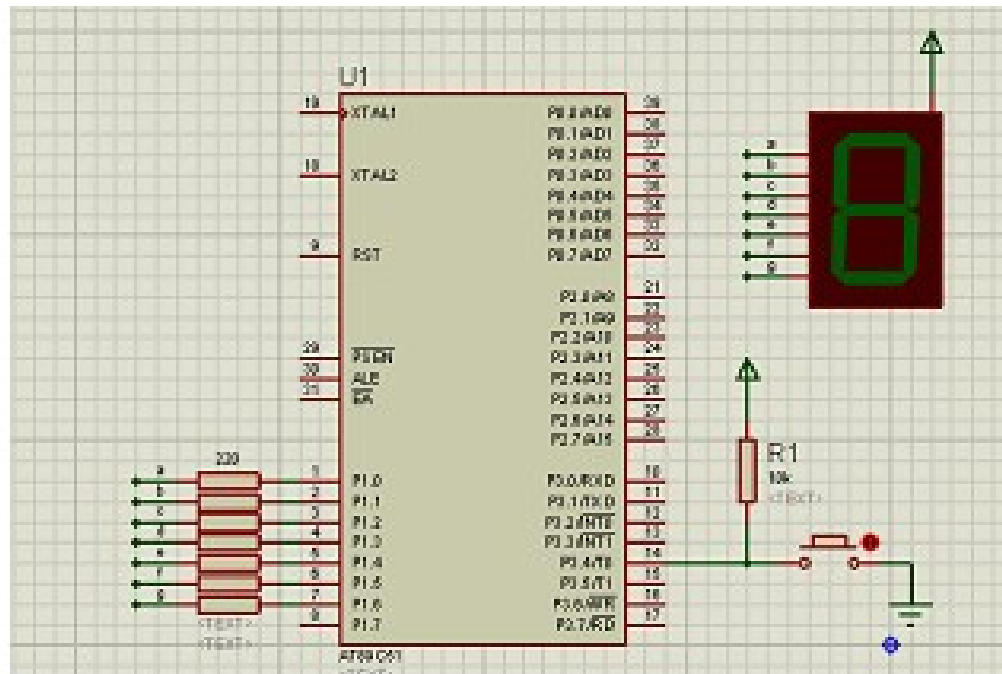 U1
19 XTAL1
18 XTAL2
9 RST
29 PSEN
30 ALE
31 EA
220
a 1 P1.0
b 2 P1.1
c 3 P1.2
d 4 P1.3
e 5 P1.4
f 6 P1.5
g 7 P1.6
8 P1.7
<TEXT>
<TEXT>
AT89C51
<TEXT>
P0.0/AD0 39
P0.1/AD1 38
P0.2/AD2 37
P0.3/AD3 36
P0.4/AD4 35
P0.5/AD5 34
P0.6/AD6 33
P0.7/AD7 32
P2.0/A8 21
P2.1/A9 22
P2.2/A10 23
P2.3/A11 24
P2.4/A12 25
P2.5/A13 26
P2.6/A14 27
P2.7/A15 28
P3.0/RXD 10
P3.1/TXD 11
P3.2/INT0 12
P3.3/INT1 13
P3.4/T0 14
P3.5/T1 15
P3.6/WR 16
P3.7/RD 17
a
b
c
d
e
f
g
8
R1
10k
<TEXT>